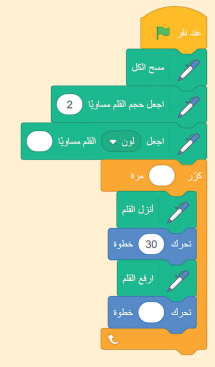 عند نقر
مسح الكل
اجعل حجم القلم مساويًا 2
اجعل لون القلم مساويًا
كرّر مرة
أنزل القلم
تحرك 30 خطوة
ارفع القلم
تحرك خطوة